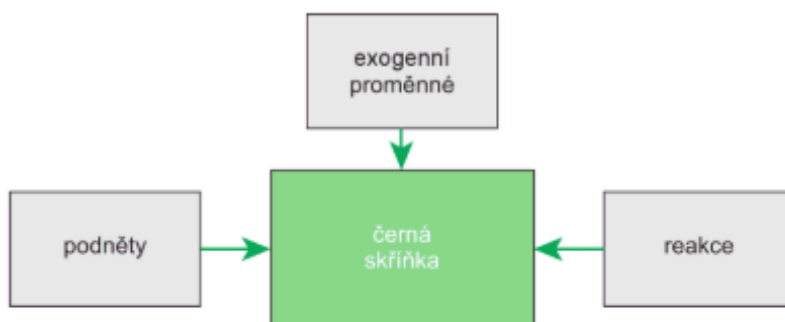 exogenní
proměnné
podněty
černá
skříňka
reakce